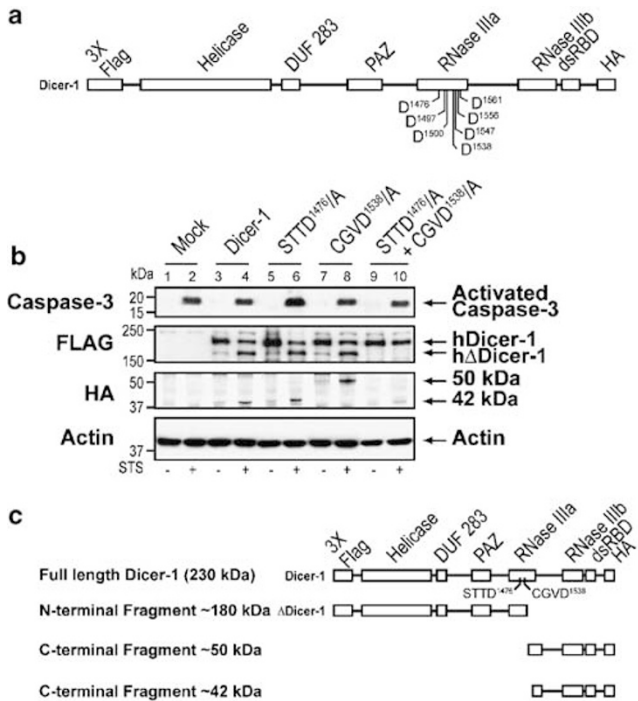 a
3X Flag Helicase DUF 283 PAZ RNase IIIa RNase IIIb dsRBD HA
Dicer-1
D1476 D1561
D1497 D1556
D1500 D1547
D1538
b
Mock Dicer-1 STTD1476/A CGVD1538/A STTD1476/A + CGVD1538/A
kDa 1 2 3 4 5 6 7 8 9 10
Caspase-3 20 15 Activated Caspase-3
FLAG 250 150 hDicer-1 hΔDicer-1
HA 50 37 50 kDa 42 kDa
Actin 37 Actin
STS - + - + - + - + - +
c
3X Flag Helicase DUF 283 PAZ RNase IIIa RNase IIIb dsRBD HA
Full length Dicer-1 (230 kDa) Dicer-1
STTD1476 CGVD1538
N-terminal Fragment ~180 kDa ΔDicer-1
C-terminal Fragment ~50 kDa
C-terminal Fragment ~42 kDa